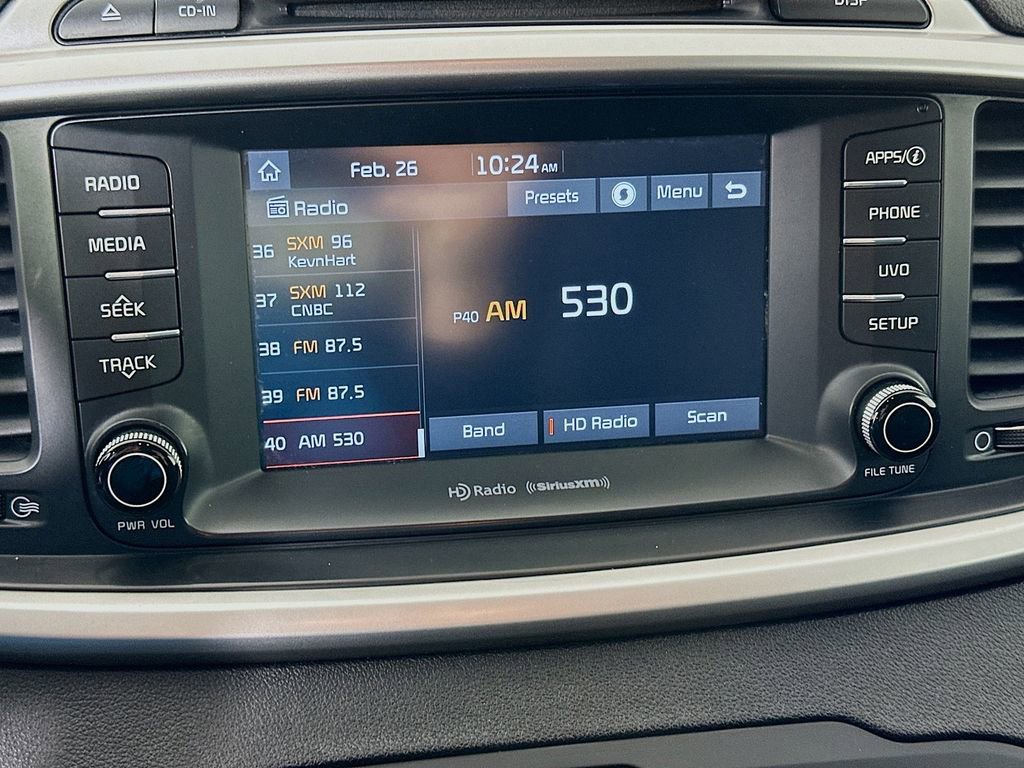 CD-IN
DISP
RADIO
MEDIA
SEEK
TRACK
PWR VOL
Feb. 26
10:24 AM
Radio
Presets
Menu
36 SXM 96
KevnHart
37 SXM 112
CNBC
38 FM 87.5
39 FM 87.5
40 AM 530
P40 AM 530
Band
HD Radio
Scan
HD Radio
((SiriusXM))
APPS/i
PHONE
UVO
SETUP
FILE TUNE